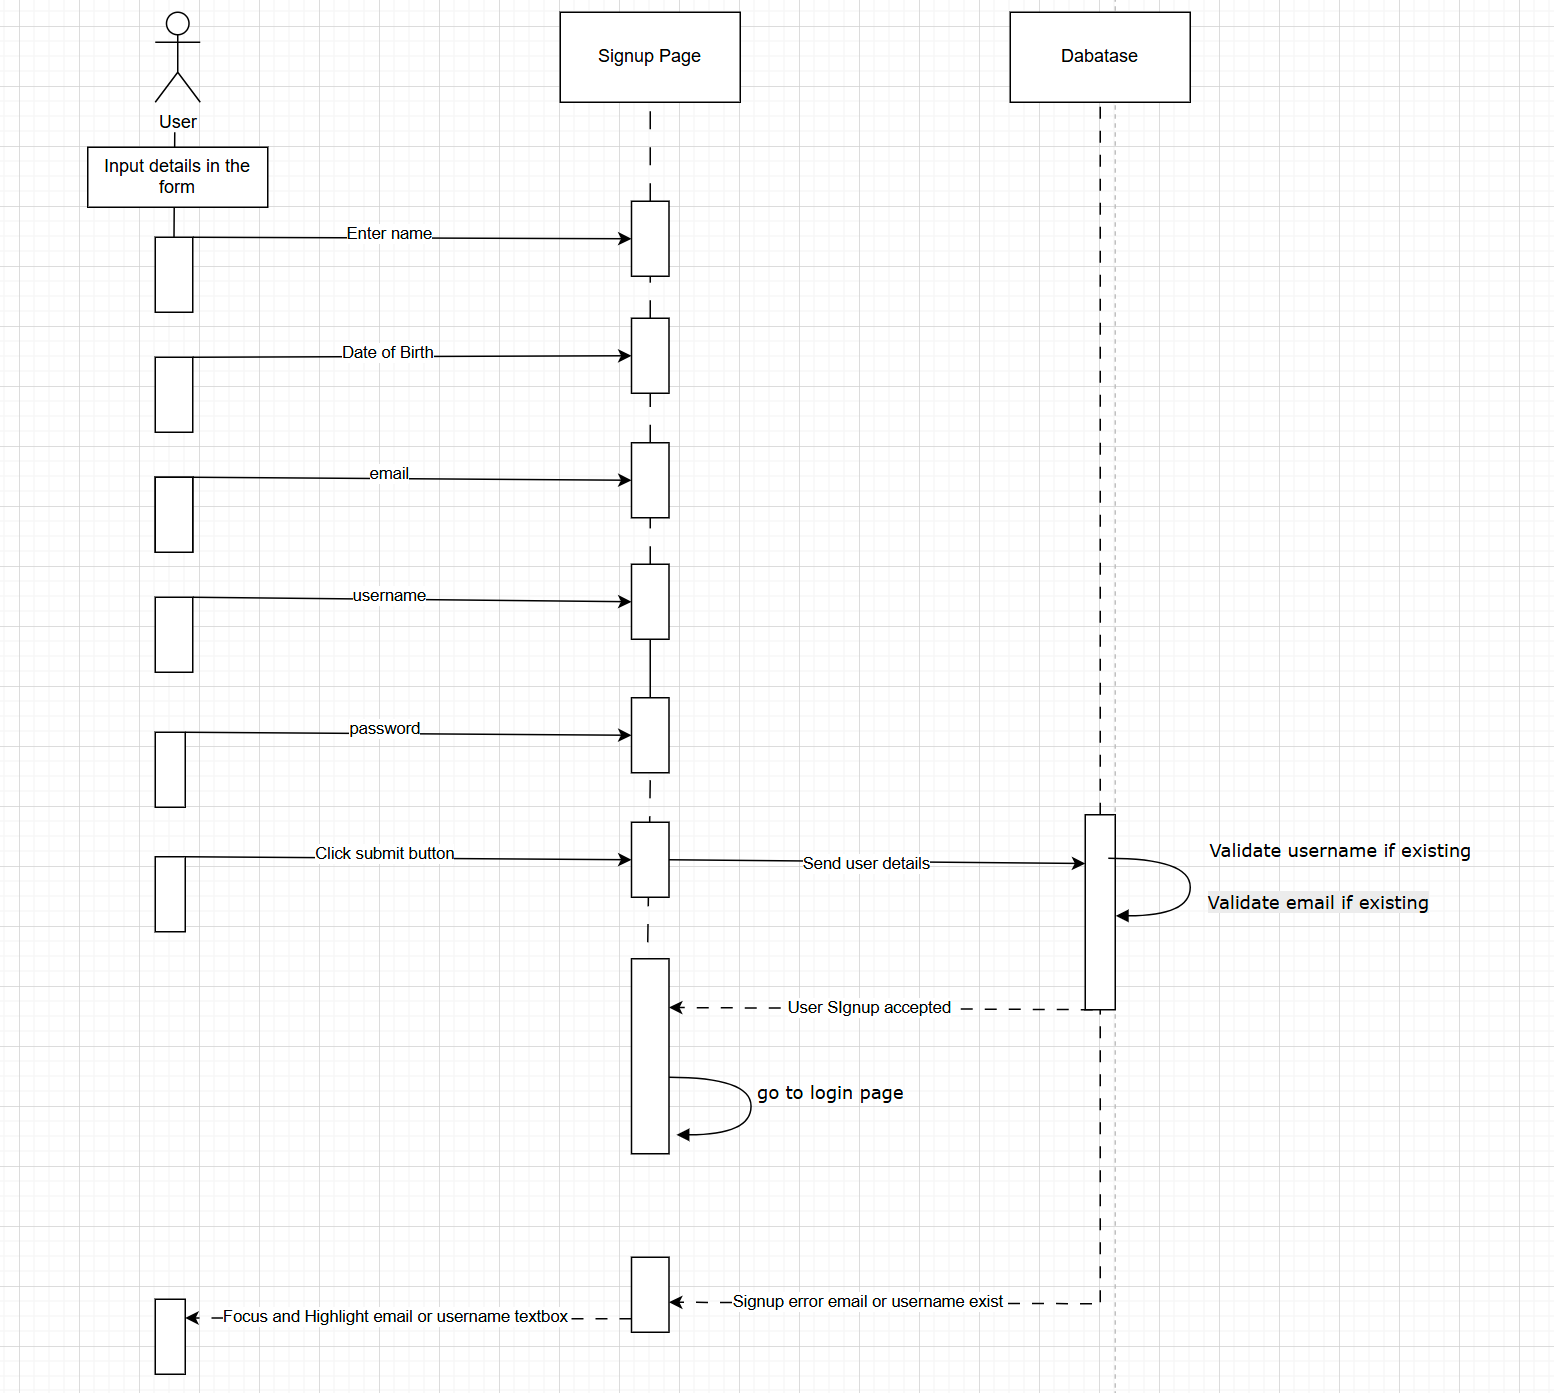 Signup Page
Dabatase
User
Input details in the
form
Enter name
Date of Birth
email
username
password
Click submit button
Send user details
Validate username if existing
Validate email if existing
User SIgnup accepted
go to login page
Signup error email or username exist
Focus and Highlight email or username textbox